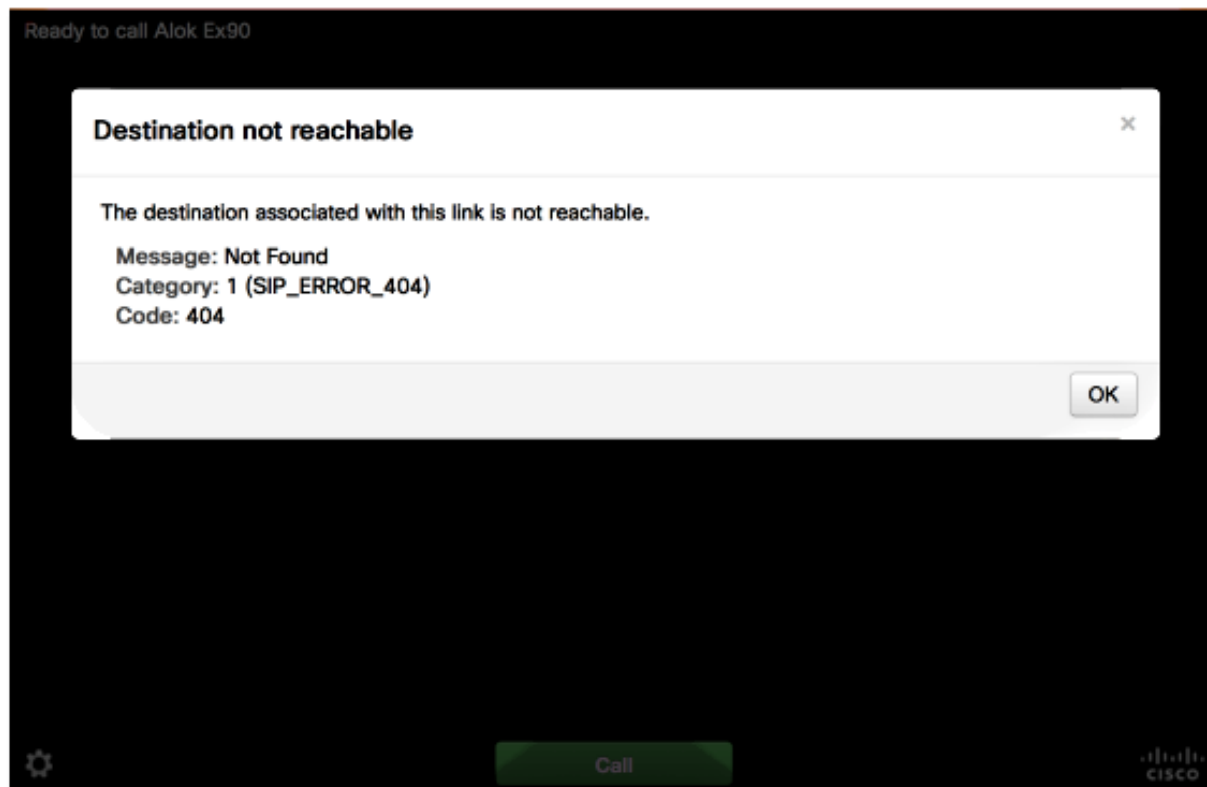 Ready to call Alok Ex90
Destination not reachable
×
The destination associated with this link is not reachable.
Message: Not Found
Category: 1 (SIP_ERROR_404)
Code: 404
OK
Call
CISCO